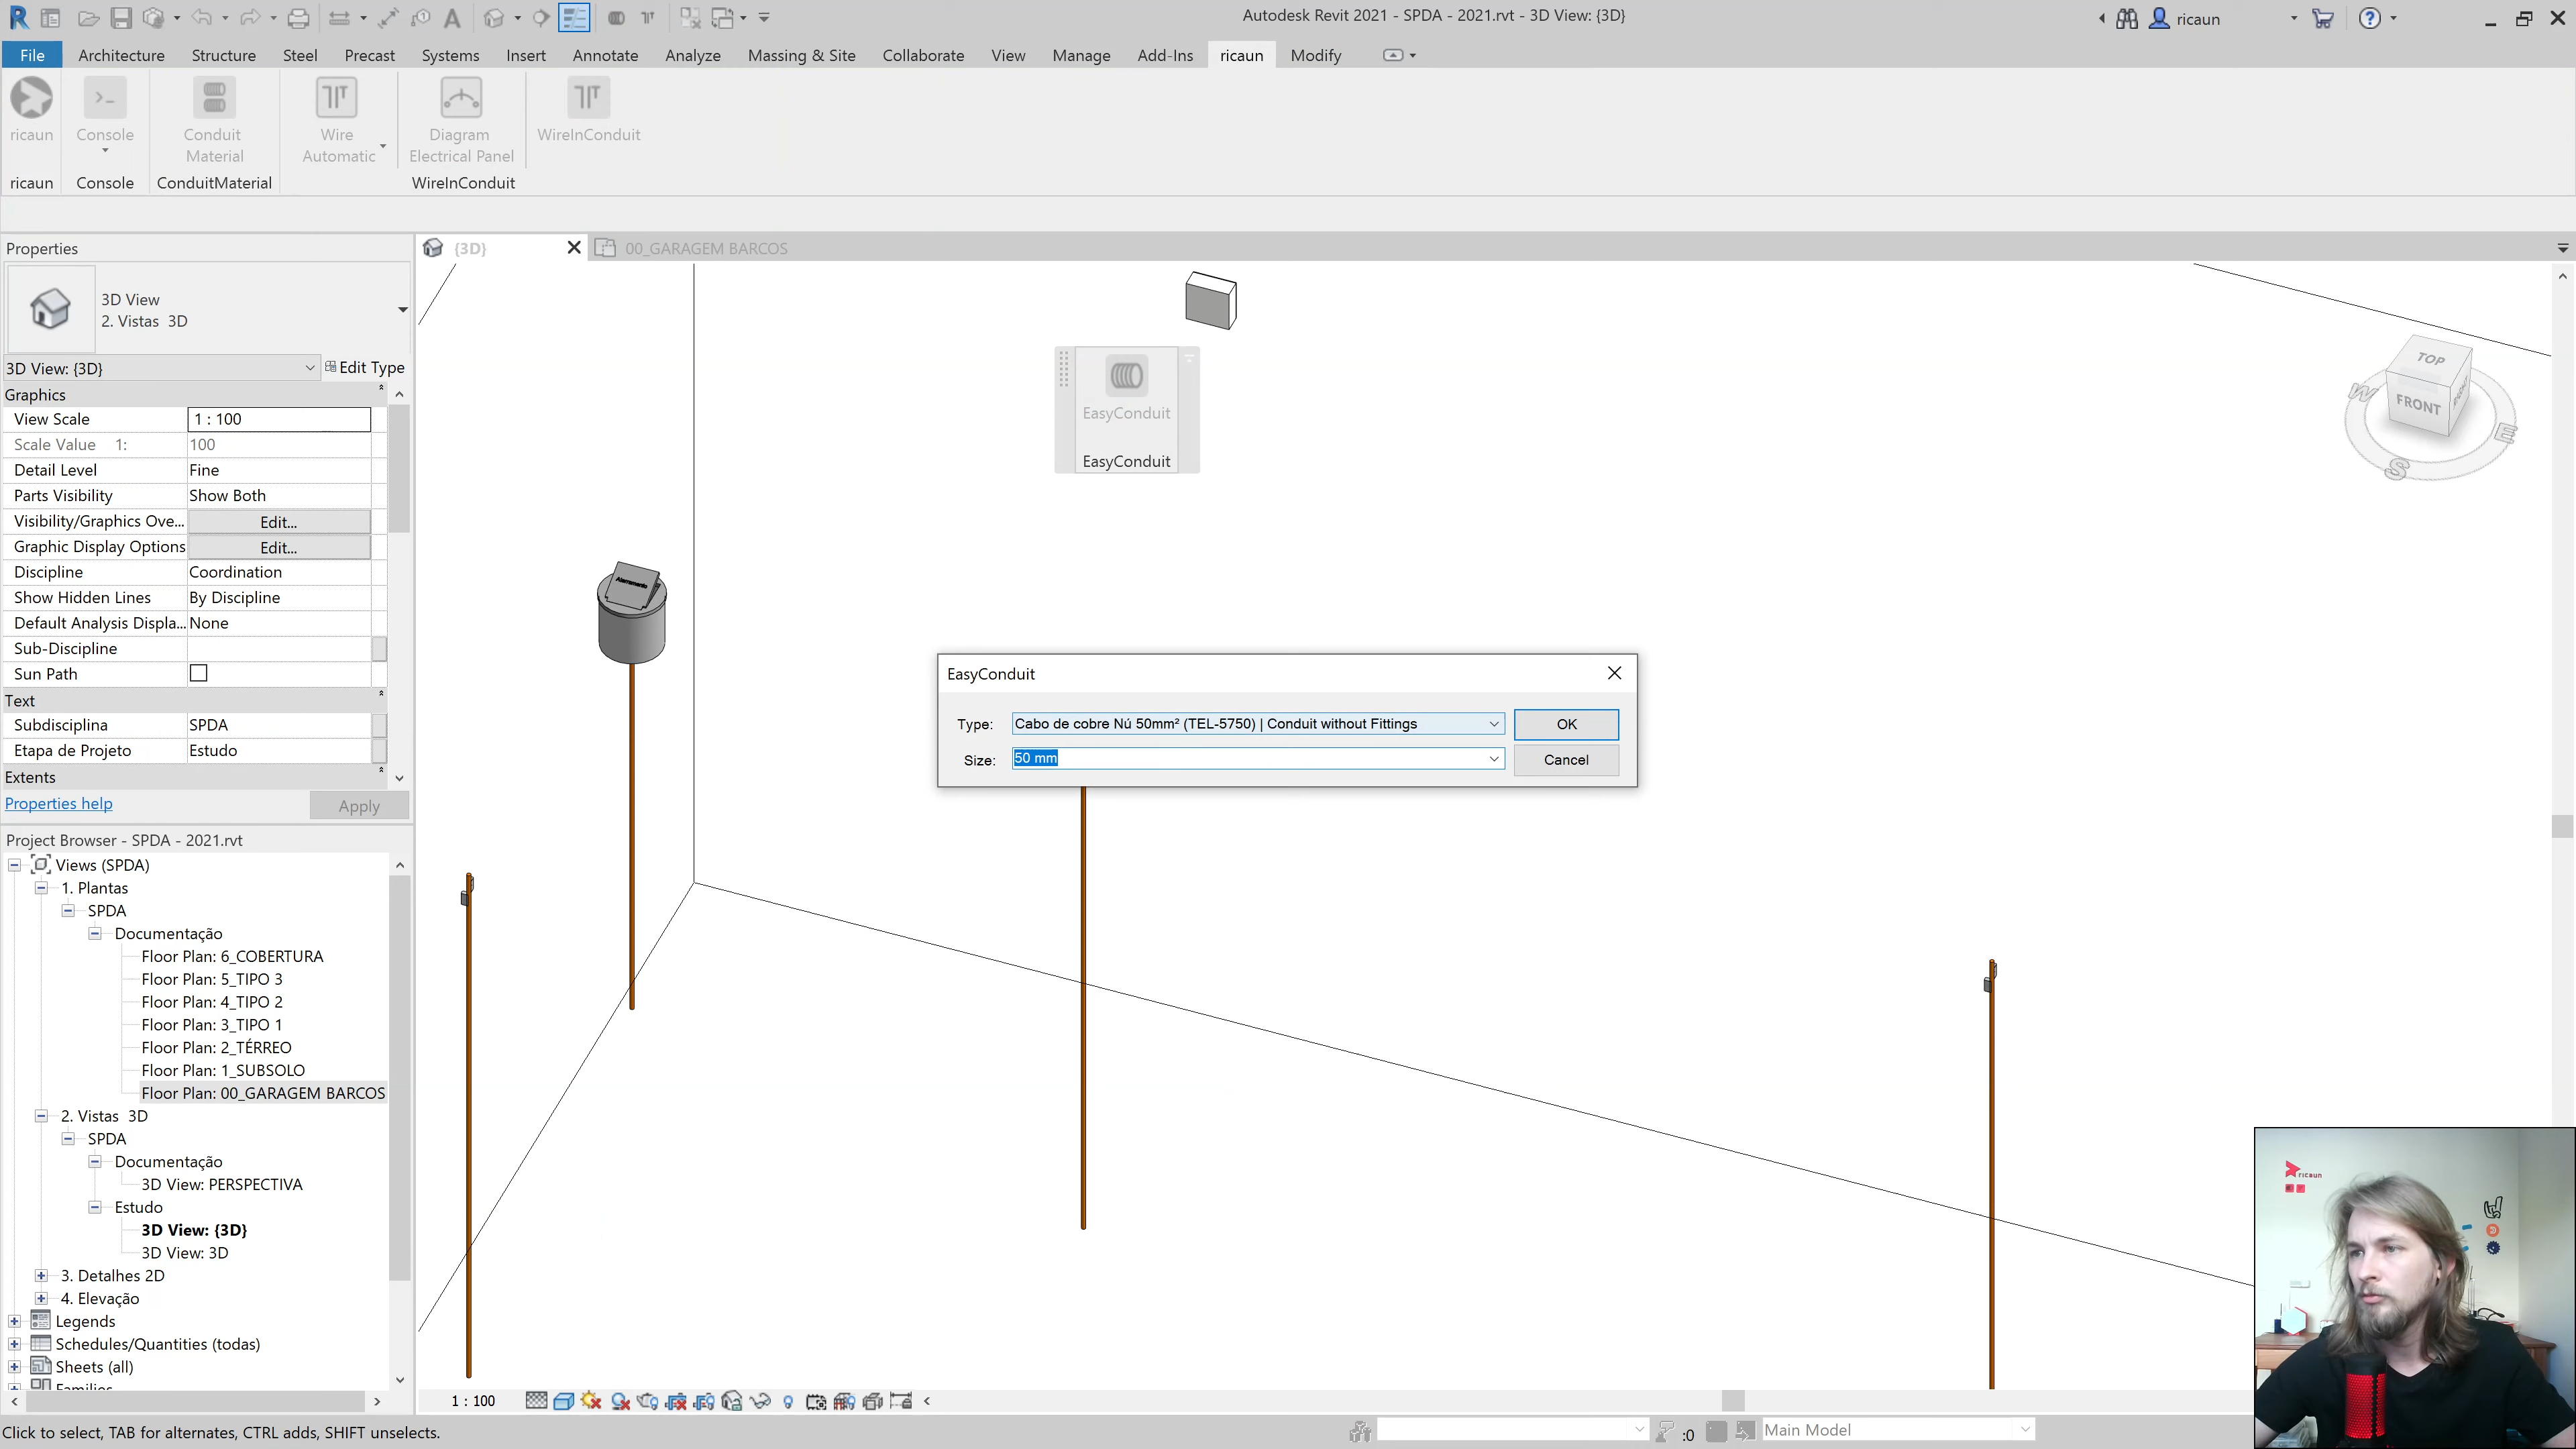 Autodesk Revit 2021 - SPDA - 2021.rvt - 3D View: {3D}
ricaun
File
Architecture
Structure
Steel
Precast
Systems
Insert
Annotate
Analyze
Massing & Site
Collaborate
View
Manage
Add-Ins
ricaun
Modify
ricaun
Console
Conduit
Material
Wire
Automatic
Diagram
Electrical Panel
WireInConduit
ricaun
Console
ConduitMaterial
WireInConduit
Properties
{3D}
00_GARAGEM BARCOS
3D View
2. Vistas 3D
3D View: {3D}
Edit Type
Graphics
View Scale
1 : 100
Scale Value 1:
100
Detail Level
Fine
Parts Visibility
Show Both
Visibility/Graphics Ove...
Edit...
Graphic Display Options
Edit...
Discipline
Coordination
Show Hidden Lines
By Discipline
Default Analysis Displa...
None
Sub-Discipline
Sun Path
Text
Subdisciplina
SPDA
Etapa de Projeto
Estudo
Extents
Properties help
Apply
Project Browser - SPDA - 2021.rvt
Views (SPDA)
1. Plantas
SPDA
Documentação
Floor Plan: 6_COBERTURA
Floor Plan: 5_TIPO 3
Floor Plan: 4_TIPO 2
Floor Plan: 3_TIPO 1
Floor Plan: 2_TÉRREO
Floor Plan: 1_SUBSOLO
Floor Plan: 00_GARAGEM BARCOS
2. Vistas 3D
SPDA
Documentação
3D View: PERSPECTIVA
Estudo
3D View: {3D}
3D View: 3D
3. Detalhes 2D
4. Elevação
Legends
Schedules/Quantities (todas)
Sheets (all)
Families
EasyConduit
EasyConduit
TOP
FRONT
W
S
E
EasyConduit
Type:
Cabo de cobre Nú 50mm² (TEL-5750) | Conduit without Fittings
OK
Size:
50 mm
Cancel
ricaun
1 : 100
Click to select, TAB for alternates, CTRL adds, SHIFT unselects.
:0
Main Model